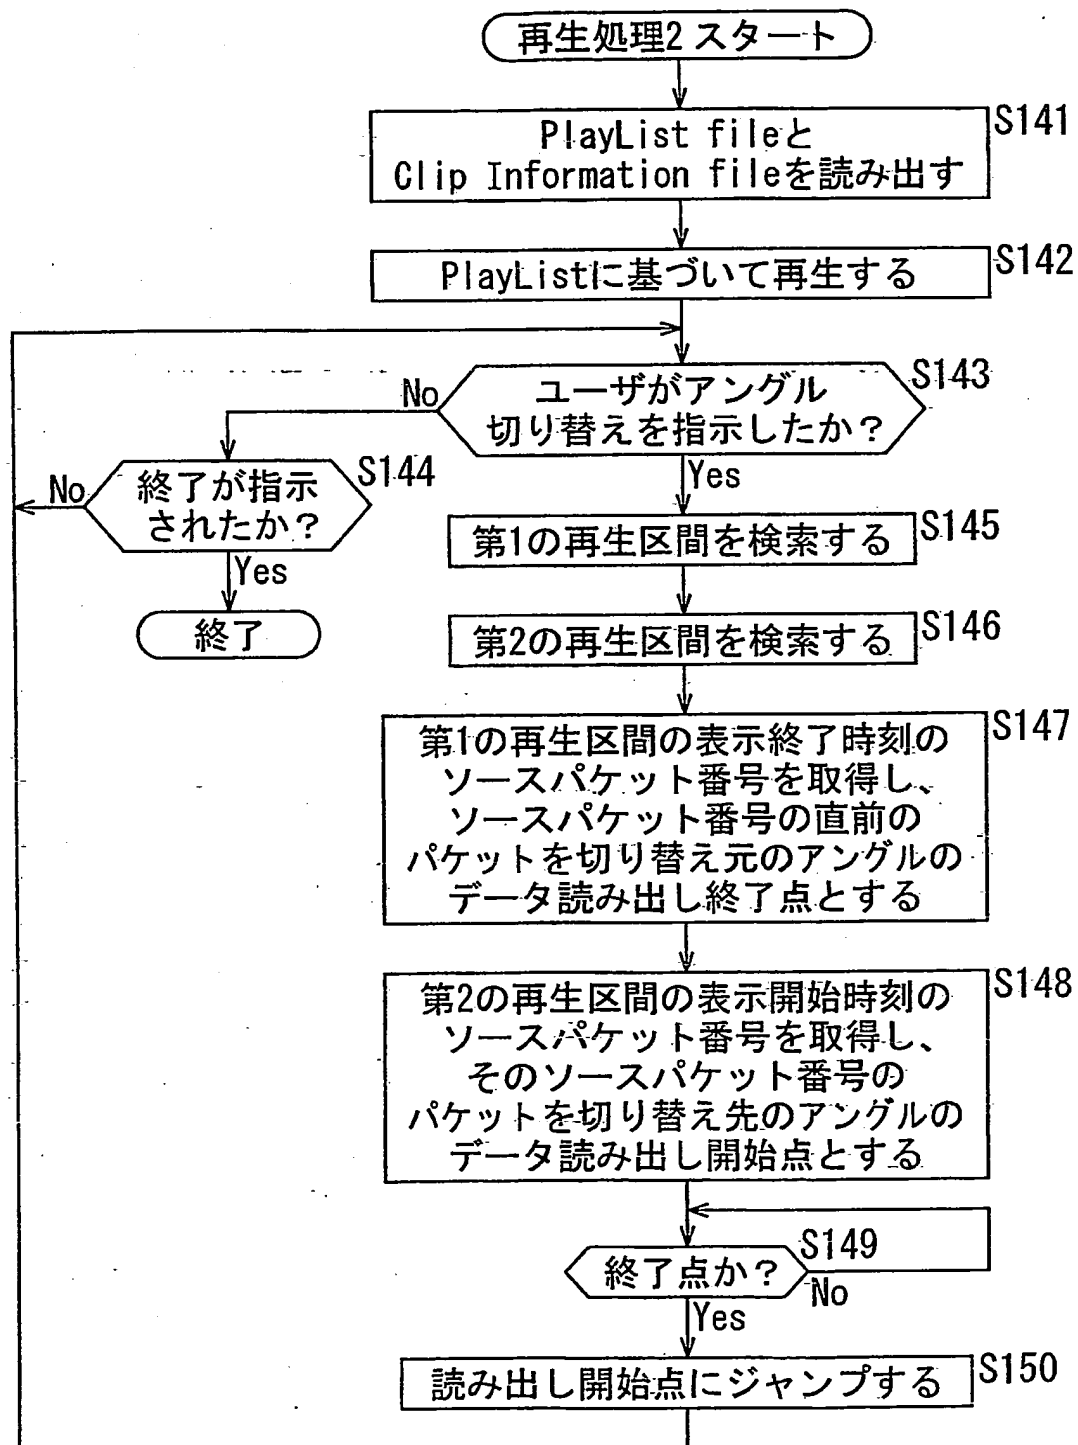 再生処理2 スタート
S141
PlayList fileと
Clip Information fileを読み出す
S142
PlayListに基づいて再生する
S143
ユーザがアングル
切り替えを指示したか？
No
Yes
S144
終了が指示
されたか？
No
Yes
終了
S145
第1の再生区間を検索する
S146
第2の再生区間を検索する
S147
第1の再生区間の表示終了時刻の
ソースパケット番号を取得し、
ソースパケット番号の直前の
パケットを切り替え元のアングルの
データ読み出し終了点とする
S148
第2の再生区間の表示開始時刻の
ソースパケット番号を取得し、
そのソースパケット番号の
パケットを切り替え先のアングルの
データ読み出し開始点とする
S149
終了点か？
No
Yes
S150
読み出し開始点にジャンプする